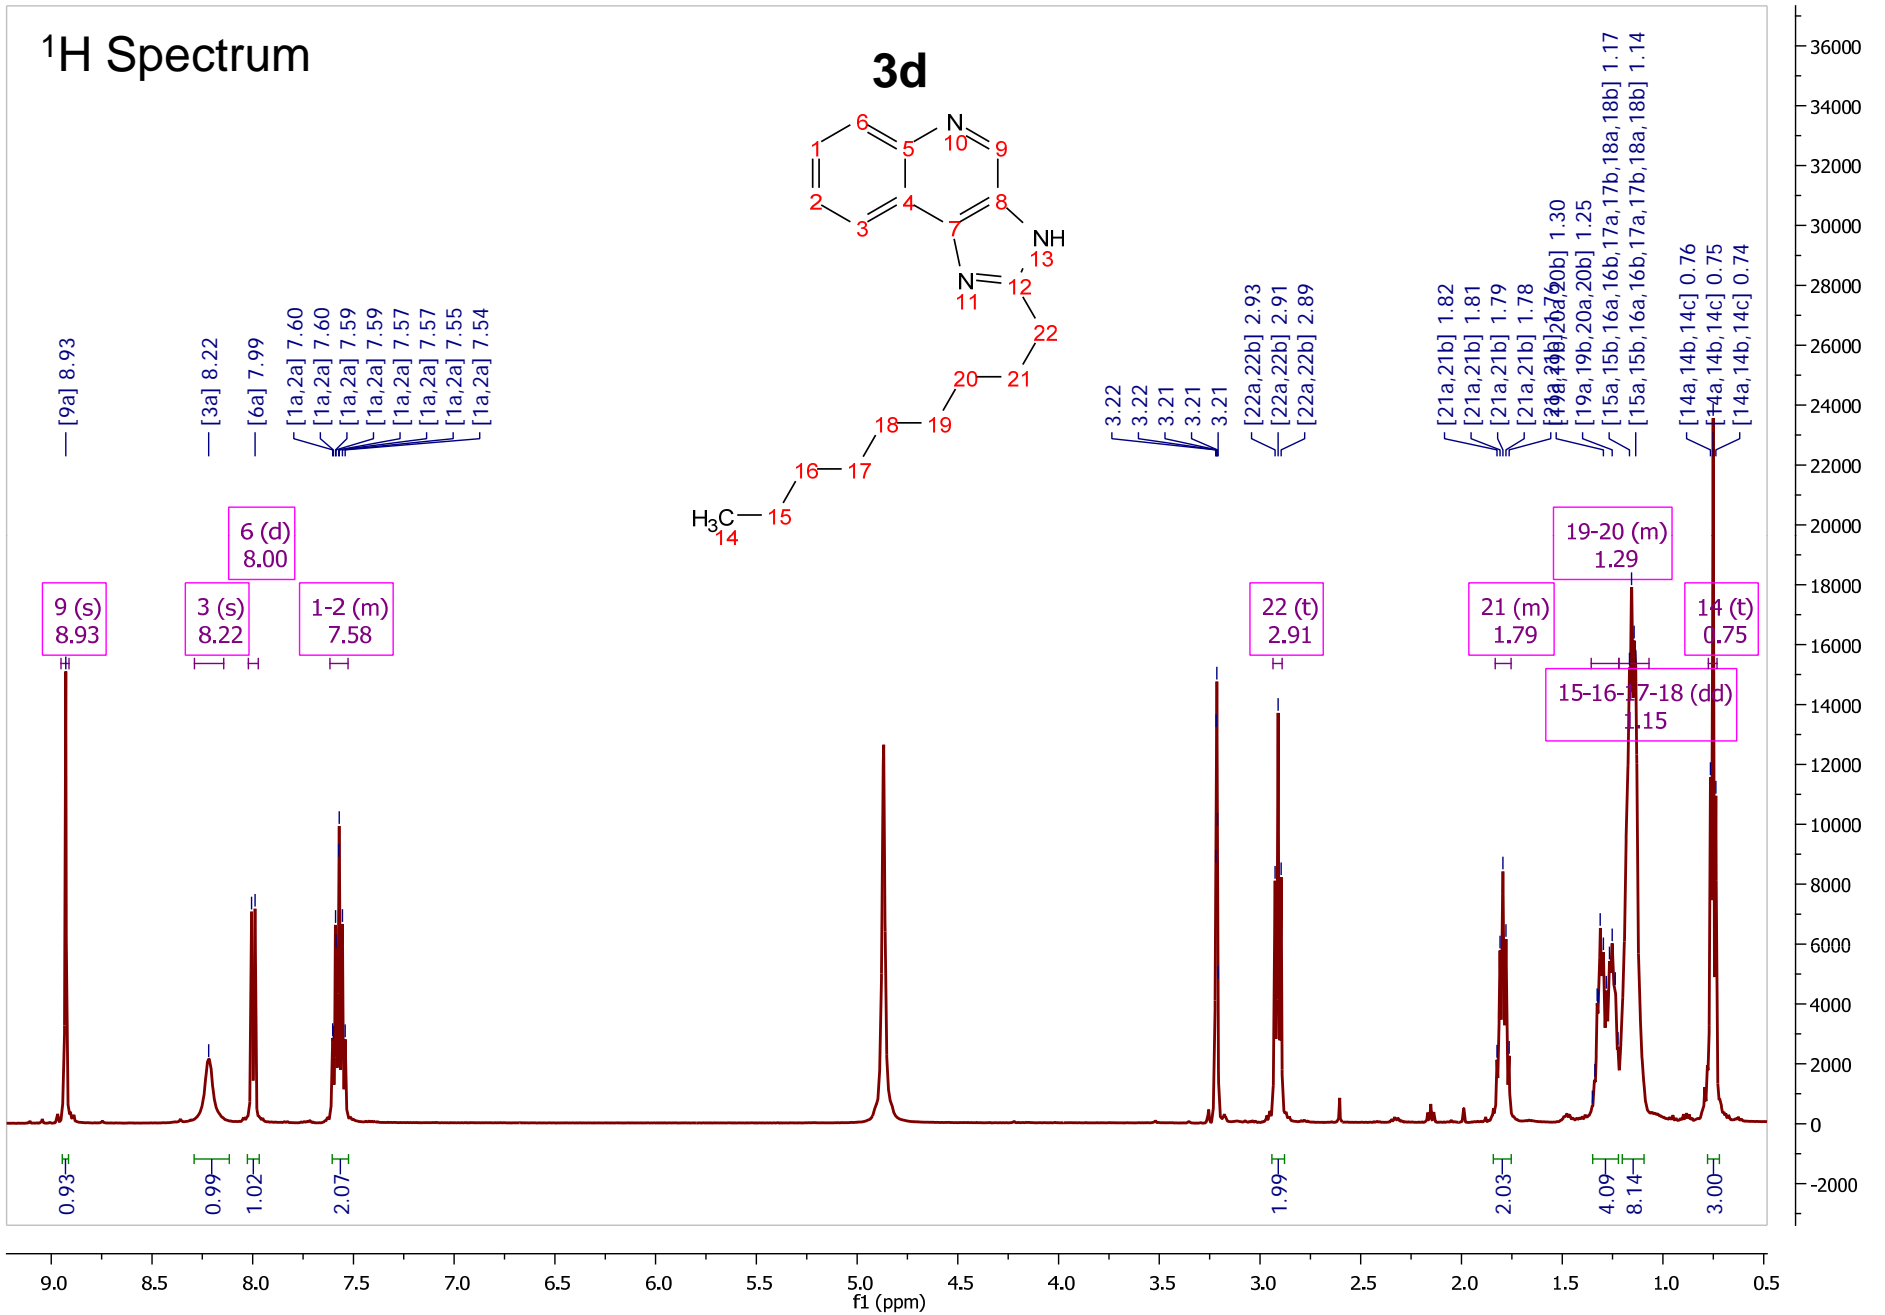 ¹H Spectrum
3d
6
N
10
9
1
5
2
4
8
3
7
NH
13
N
11
12
22
20
21
18
19
16
17
15
H₃C
14
[9a] 8.93
[3a] 8.22
[6a] 7.99
[1a,2a] 7.60
[1a,2a] 7.60
[1a,2a] 7.59
[1a,2a] 7.59
[1a,2a] 7.57
[1a,2a] 7.57
[1a,2a] 7.55
[1a,2a] 7.54
3.22
3.22
3.21
3.21
3.21
[22a,22b] 2.93
[22a,22b] 2.91
[22a,22b] 2.89
[21a,21b] 1.82
[21a,21b] 1.81
[21a,21b] 1.79
[21a,21b] 1.78
[21a,21b] 1.76
[19a,19b,20a,20b] 1.30
[19a,19b,20a,20b] 1.25
[15a,15b,16a,16b,17a,17b,18a,18b] 1.17
[15a,15b,16a,16b,17a,17b,18a,18b] 1.14
[14a,14b,14c] 0.76
[14a,14b,14c] 0.75
[14a,14b,14c] 0.74
6 (d)
8.00
9 (s)
8.93
3 (s)
8.22
1-2 (m)
7.58
22 (t)
2.91
21 (m)
1.79
19-20 (m)
1.29
14 (t)
0.75
15-16-17-18 (dd)
1.15
0.93
0.99
1.02
2.07
1.99
2.03
4.09
8.14
3.00
9.0 8.5 8.0 7.5 7.0 6.5 6.0 5.5 5.0 4.5 4.0 3.5 3.0 2.5 2.0 1.5 1.0 0.5
f1 (ppm)
36000
34000
32000
30000
28000
26000
24000
22000
20000
18000
16000
14000
12000
10000
8000
6000
4000
2000
0
-2000